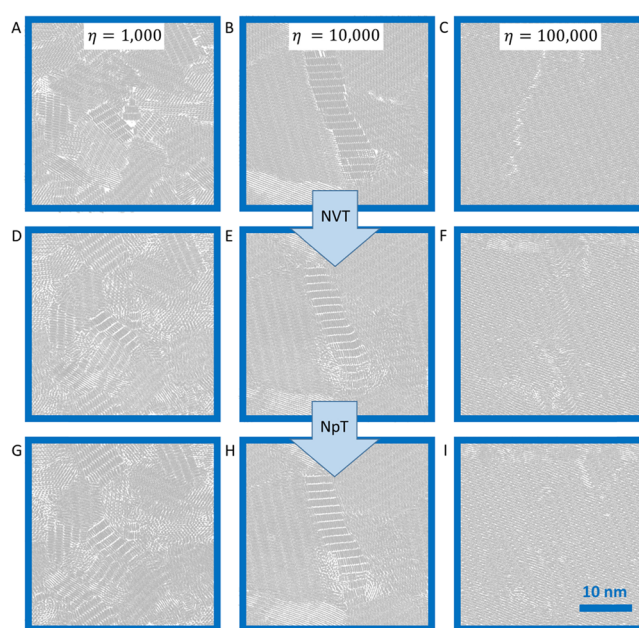 A η = 1,000 B η = 10,000 C η = 100,000
NVT
D E F
NpT
G H I
10 nm